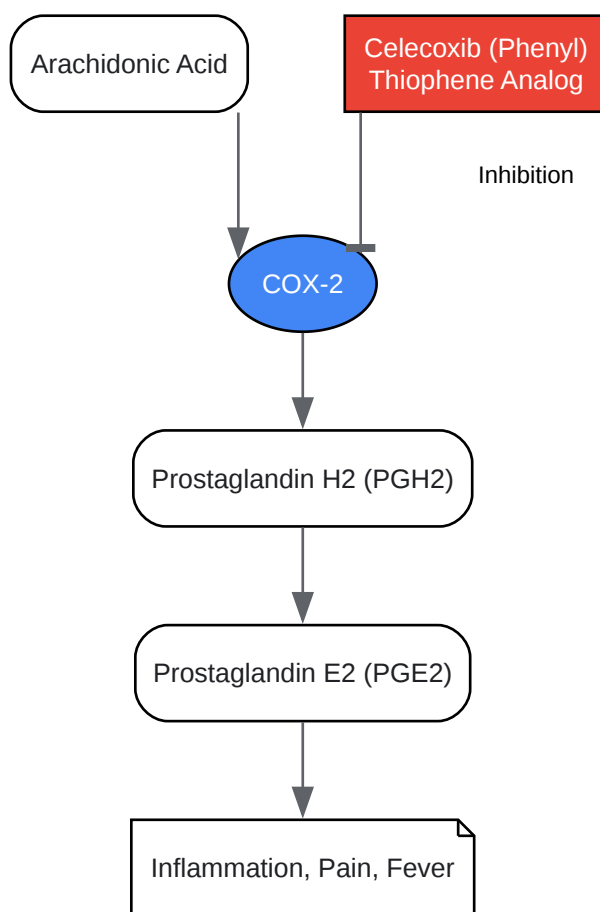 Arachidonic Acid
Celecoxib (Phenyl)
Thiophene Analog
Inhibition
COX-2
Prostaglandin H2 (PGH2)
Prostaglandin E2 (PGE2)
Inflammation, Pain, Fever